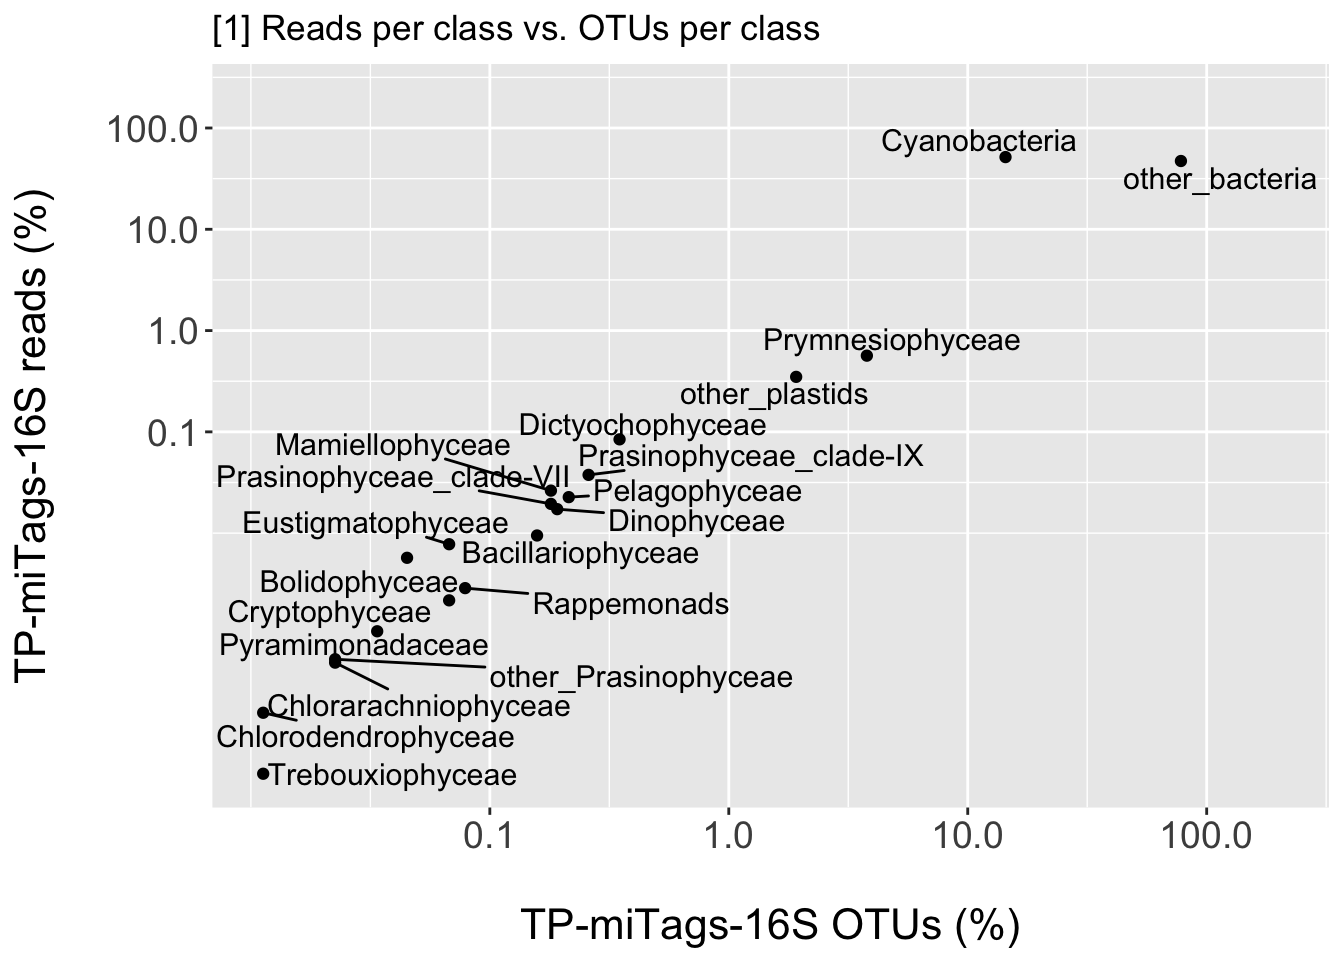 [1] Reads per class vs. OTUs per class
TP-miTags-16S reads (%)
100.0
10.0
1.0
0.1
Cyanobacteria
other_bacteria
Prymnesiophyceae
other_plastids
Dictyochophyceae
Mamiellophyceae
Prasinophyceae_clade-IX
Prasinophyceae_clade-VII
Pelagophyceae
Dinophyceae
Eustigmatophyceae
Bacillariophyceae
Bolidophyceae
Rappemonads
Cryptophyceae
Pyramimonadaceae
other_Prasinophyceae
Chlorarachniophyceae
Chlorodendrophyceae
Trebouxiophyceae
0.1 1.0 10.0 100.0
TP-miTags-16S OTUs (%)